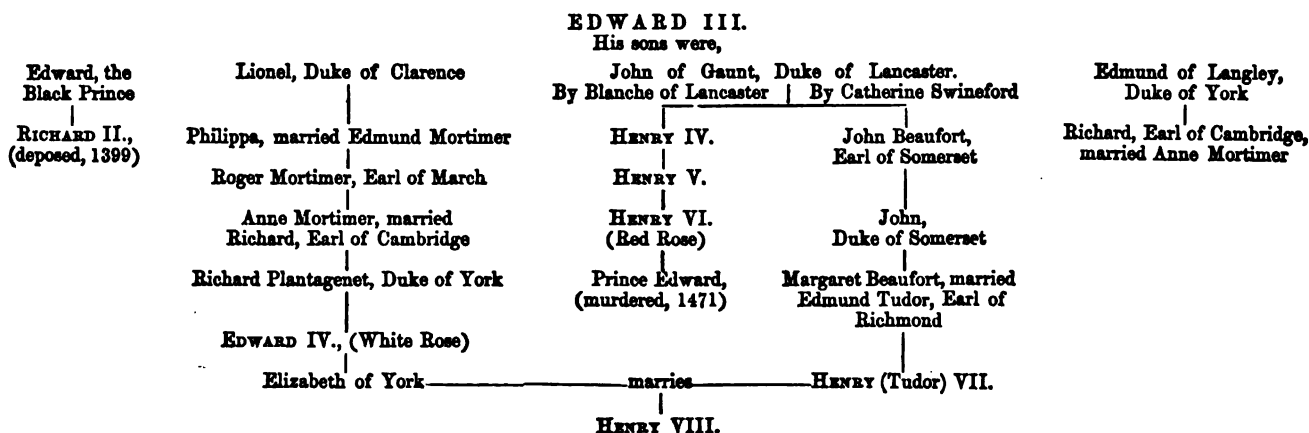 EDWARD III.
His sons were,
Edward, the
Black Prince
RICHARD II.,
(deposed, 1399)
Lionel, Duke of Clarence
Philippa, married Edmund Mortimer
Roger Mortimer, Earl of March
Anne Mortimer, married
Richard, Earl of Cambridge
Richard Plantagenet, Duke of York
EDWARD IV., (White Rose)
Elizabeth of York
John of Gaunt, Duke of Lancaster.
By Blanche of Lancaster
By Catherine Swineford
HENRY IV.
HENRY V.
HENRY VI.
(Red Rose)
Prince Edward,
(murdered, 1471)
John Beaufort,
Earl of Somerset
John,
Duke of Somerset
Margaret Beaufort, married
Edmund Tudor, Earl of
Richmond
marries
HENRY (Tudor) VII.
HENRY VIII.
Edmund of Langley,
Duke of York
Richard, Earl of Cambridge,
married Anne Mortimer